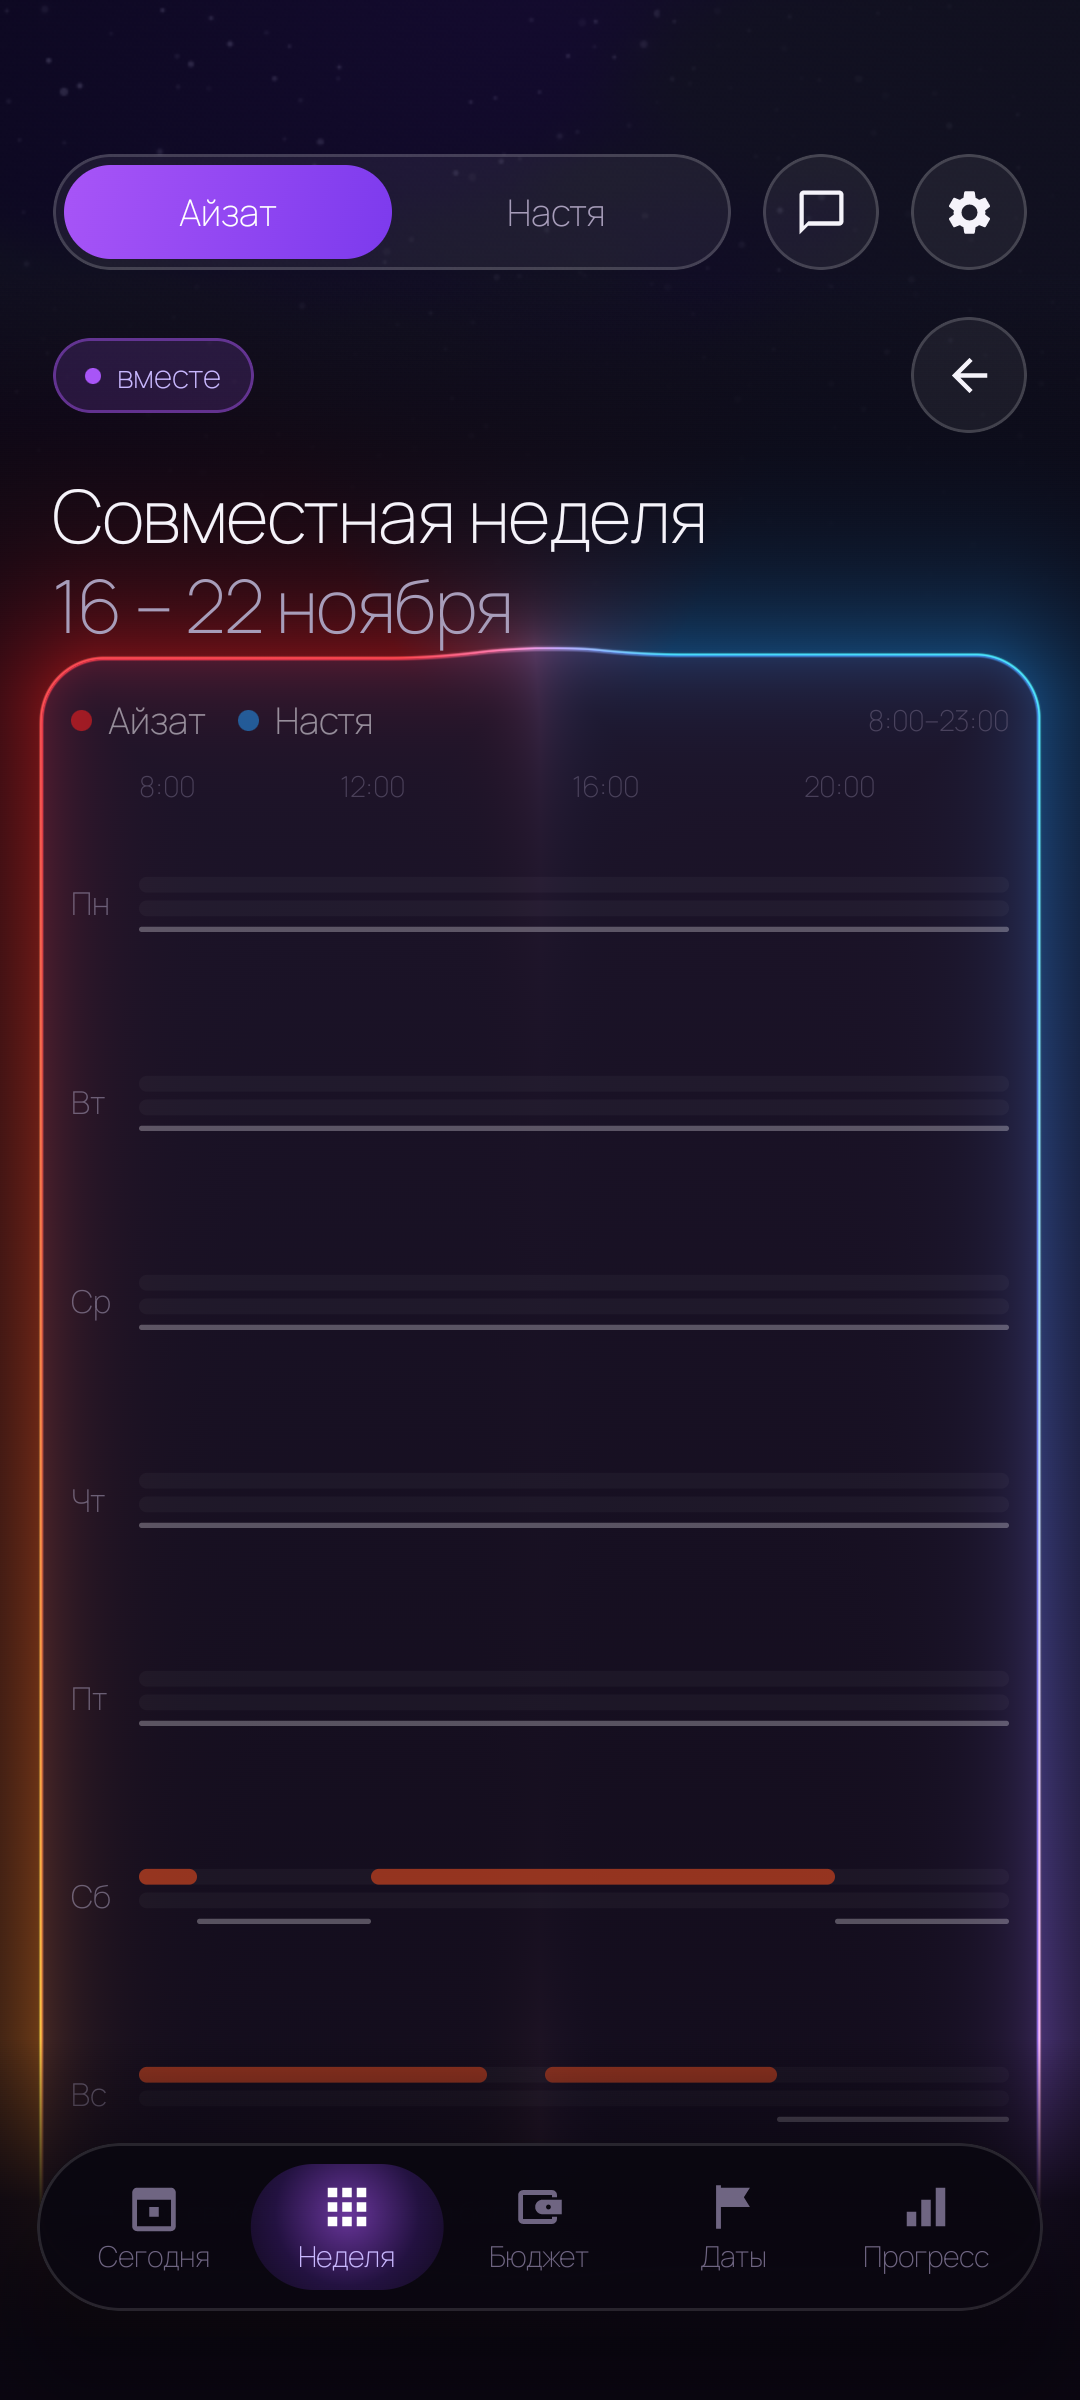 Айзат Настя
вместе
Совместная неделя
16 – 22 ноября
Айзат Настя 8:00–23:00
8:00 12:00 16:00 20:00
Пн
Вт
Ср
Чт
Пт
Сб
Вс
Сегодня Неделя Бюджет Даты Прогресс